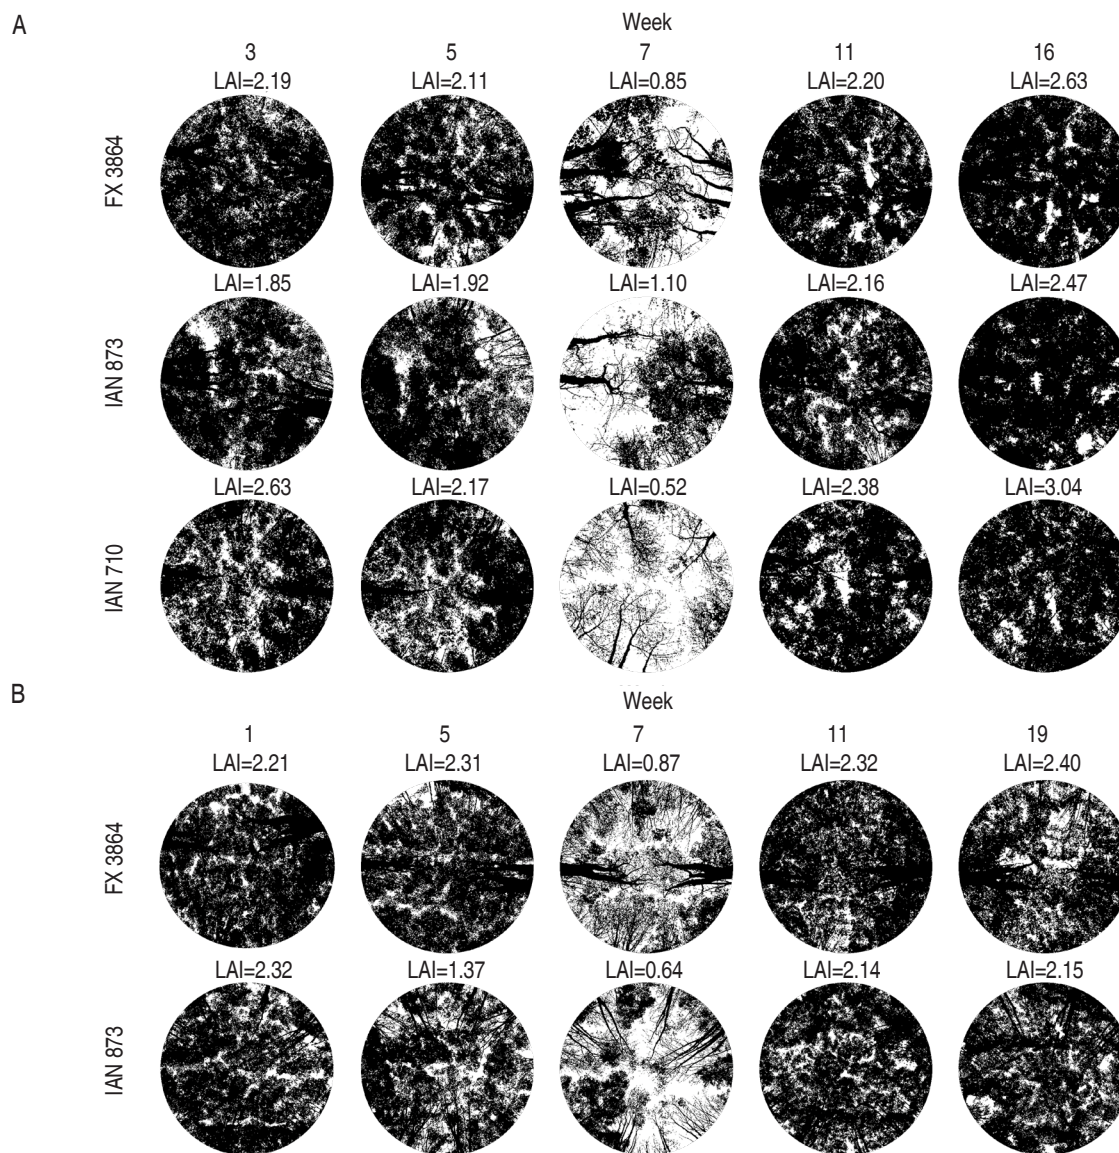 A
Week
3 5 7 11 16
LAI=2.19 LAI=2.11 LAI=0.85 LAI=2.20 LAI=2.63
FX 3864
LAI=1.85 LAI=1.92 LAI=1.10 LAI=2.16 LAI=2.47
IAN 873
LAI=2.63 LAI=2.17 LAI=0.52 LAI=2.38 LAI=3.04
IAN 710
B
Week
1 5 7 11 19
LAI=2.21 LAI=2.31 LAI=0.87 LAI=2.32 LAI=2.40
FX 3864
LAI=2.32 LAI=1.37 LAI=0.64 LAI=2.14 LAI=2.15
IAN 873